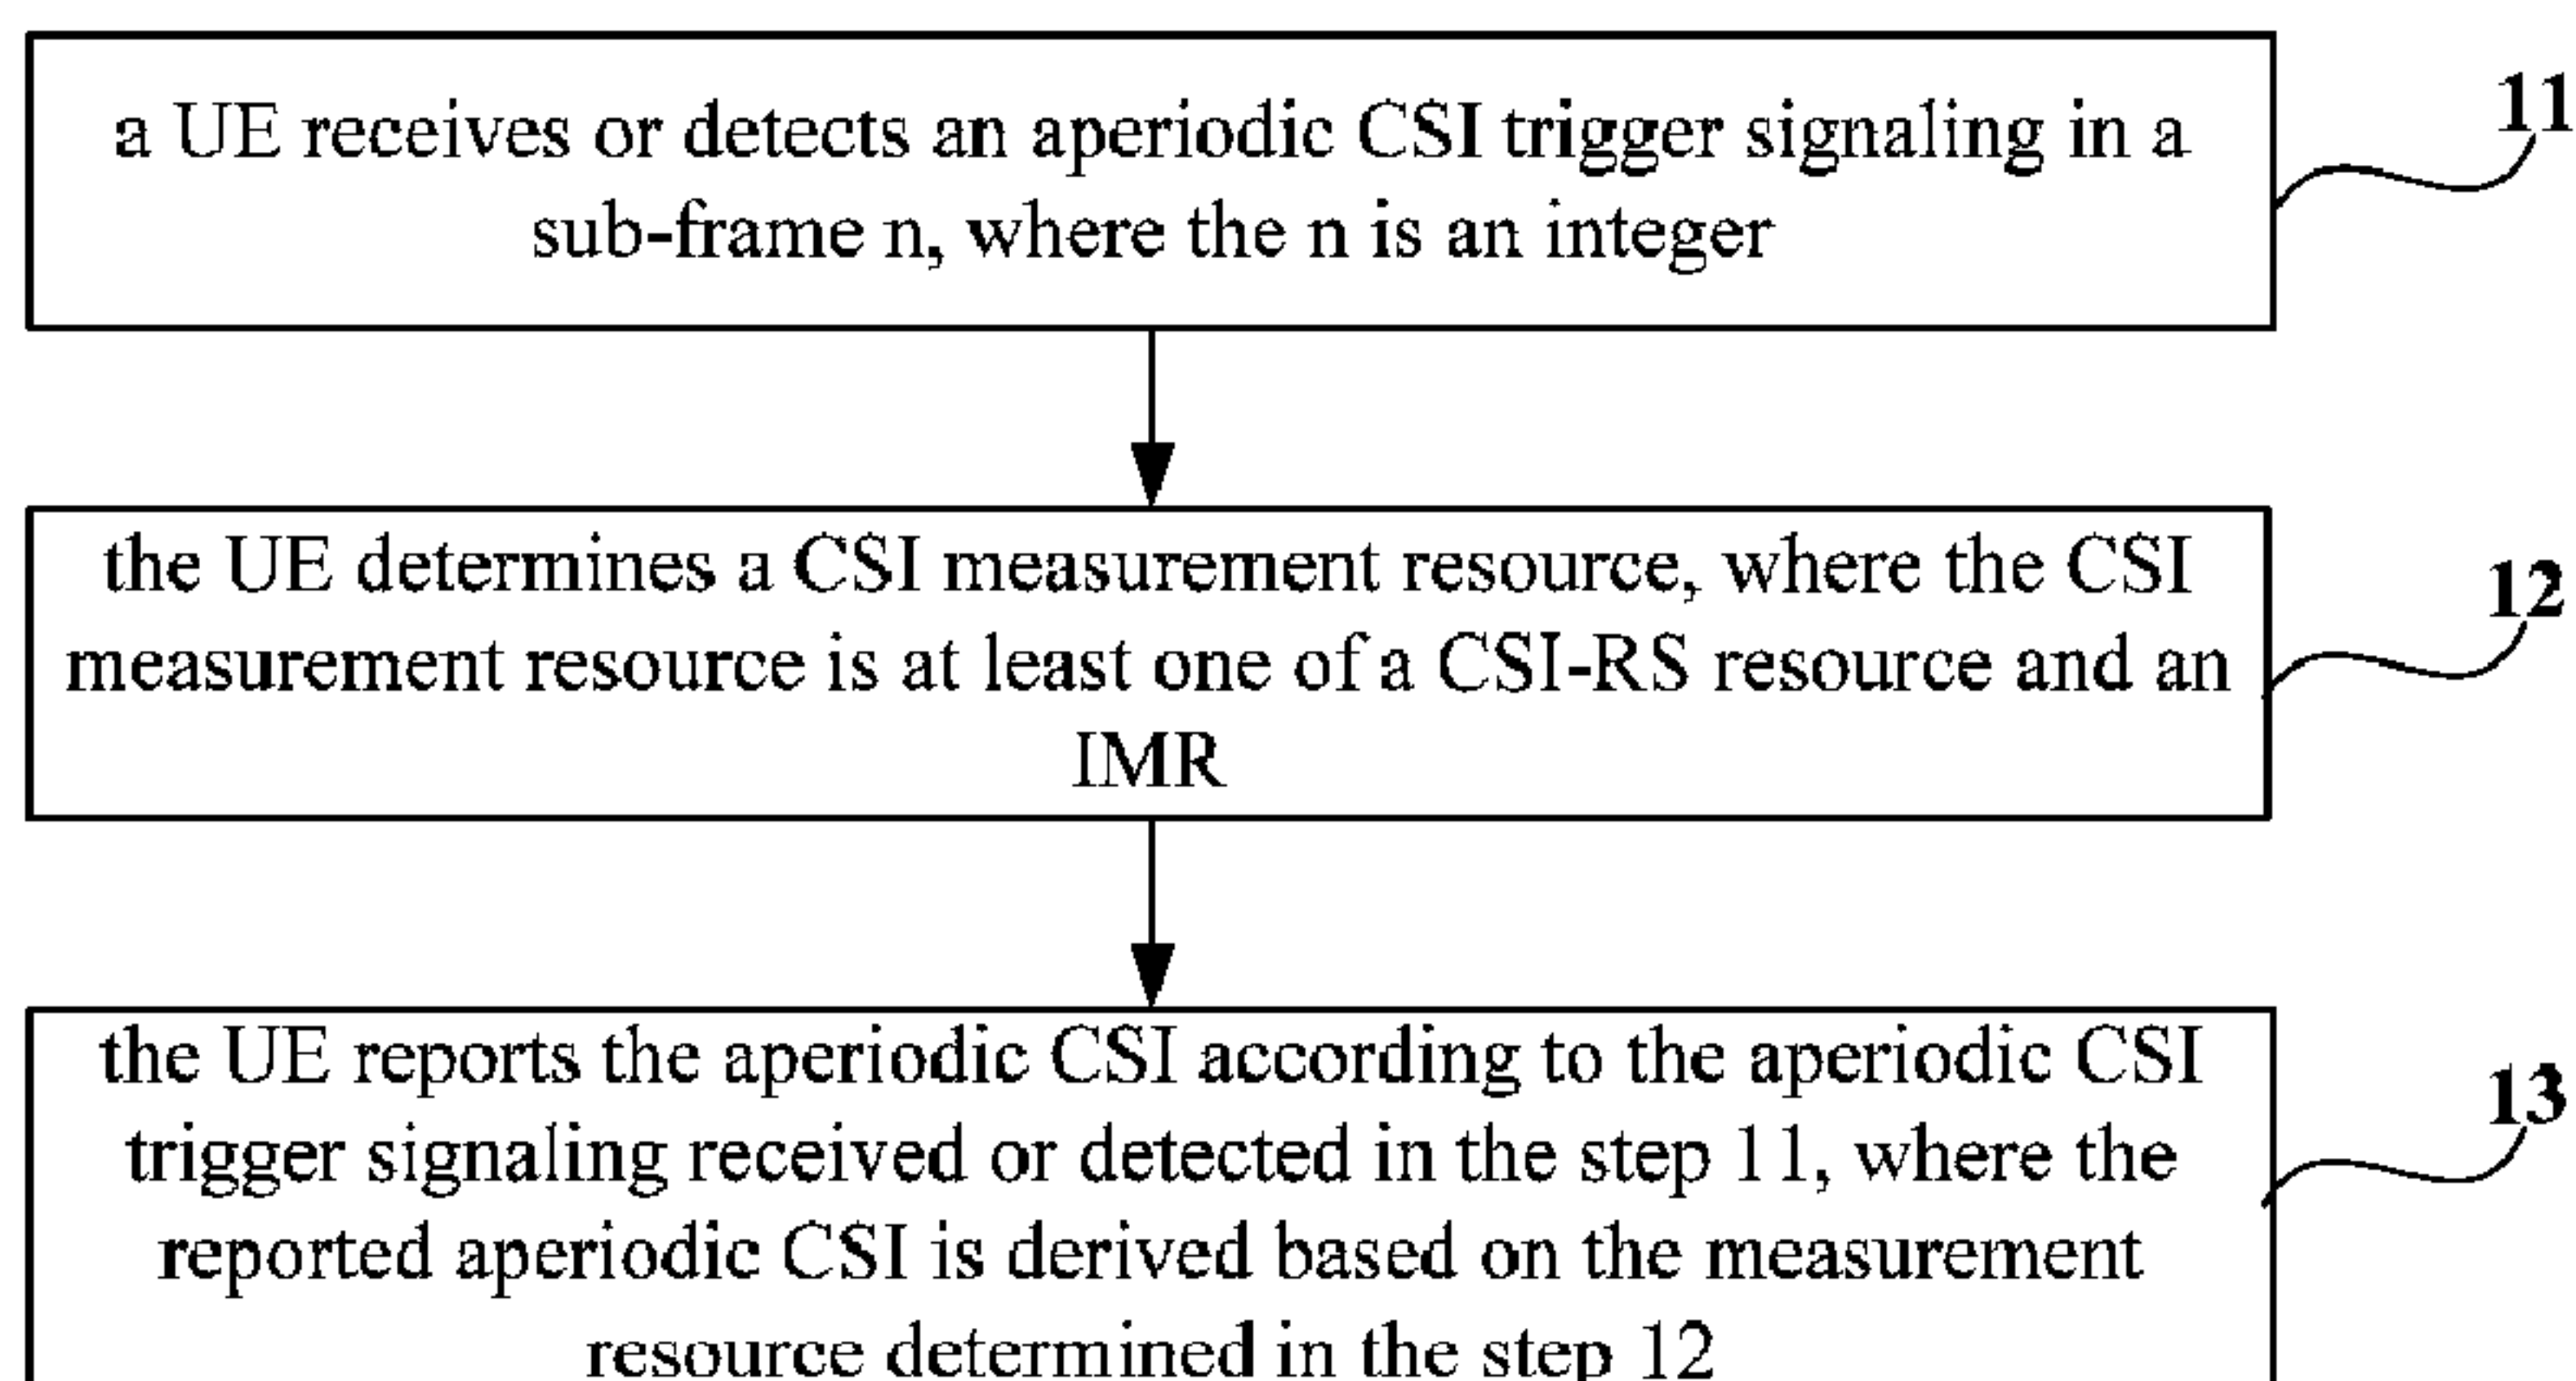 a UE receives or detects an aperiodic CSI trigger signaling in a
sub-frame n, where the n is an integer
11
the UE determines a CSI measurement resource, where the CSI
measurement resource is at least one of a CSI-RS resource and an
IMR
12
the UE reports the aperiodic CSI according to the aperiodic CSI
trigger signaling received or detected in the step 11, where the
reported aperiodic CSI is derived based on the measurement
resource determined in the step 12
13